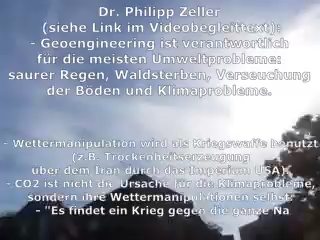 Dr. Philipp Zeller
(siehe Link im Videobegleittext):
- Geoengineering ist verantwortlich
für die meisten Umweltprobleme:
saurer Regen, Waldsterben, Verseuchung
der Böden und Klimaprobleme.
- Wettermanipulation wird als Kriegswaffe benutzt
(z.B. Trockenheitserzeugung
über dem Iran durch das Imperium USA).
- CO2 ist nicht die Ursache für die Klimaprobleme,
sondern ihre Wettermanipulationen selbst.
- "Es findet ein Krieg gegen die ganze Na